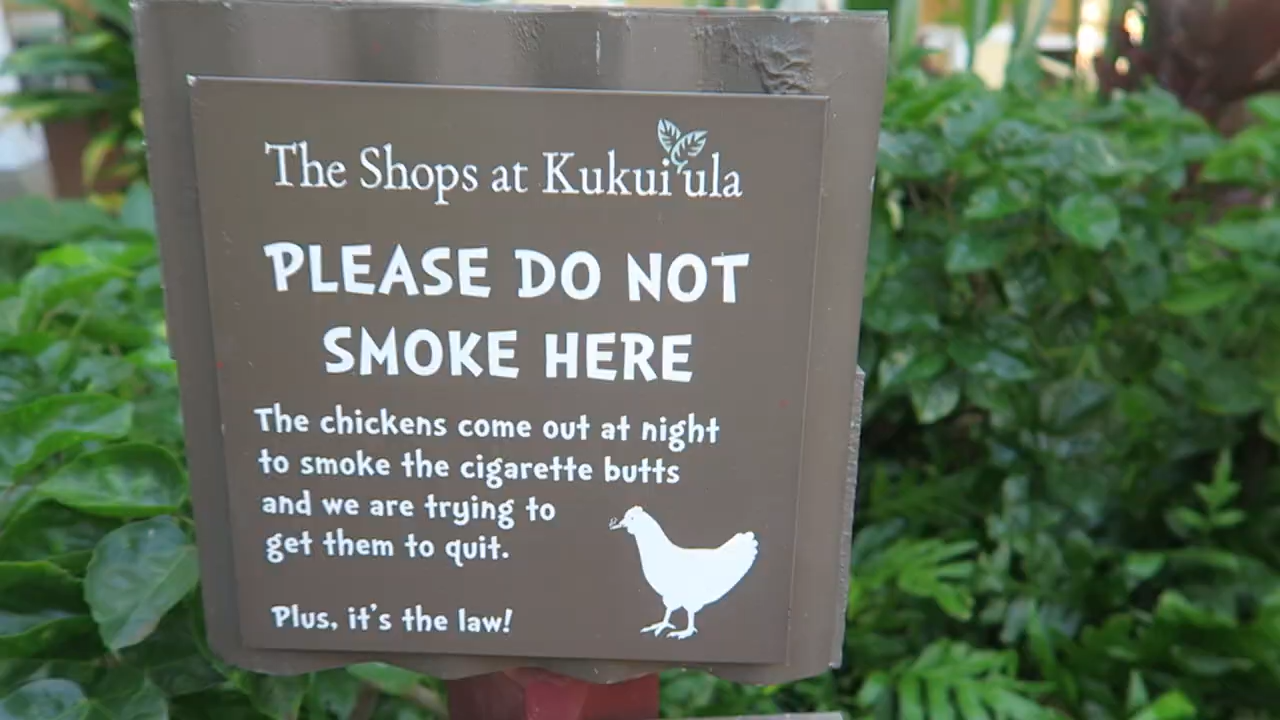 The Shops at Kukui'ula
PLEASE DO NOT
SMOKE HERE
The chickens come out at night
to smoke the cigarette butts
and we are trying to
get them to quit.
Plus, it's the law!